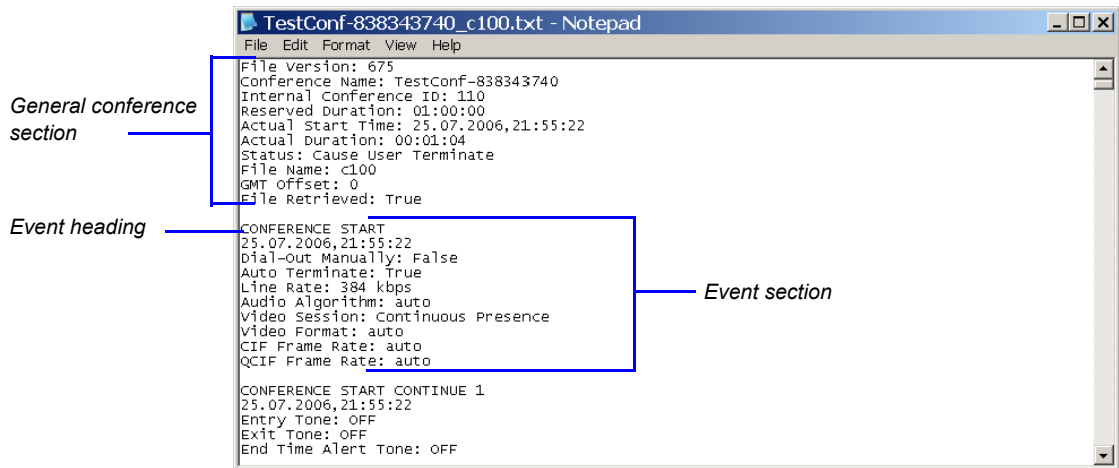 TestConf-838343740_c100.txt - Notepad
File Edit Format View Help
General conference
section
File Version: 675
Conference Name: TestConf-838343740
Internal Conference ID: 110
Reserved Duration: 01:00:00
Actual Start Time: 25.07.2006,21:55:22
Actual Duration: 00:01:04
Status: Cause User Terminate
File Name: c100
GMT Offset: 0
File Retrieved: True
Event heading
CONFERENCE START
25.07.2006,21:55:22
Dial-Out Manually: False
Auto Terminate: True
Line Rate: 384 kbps
Audio Algorithm: auto
Video Session: Continuous Presence
Video Format: auto
CIF Frame Rate: auto
QCIF Frame Rate: auto
Event section
CONFERENCE START CONTINUE 1
25.07.2006,21:55:22
Entry Tone: OFF
Exit Tone: OFF
End Time Alert Tone: OFF